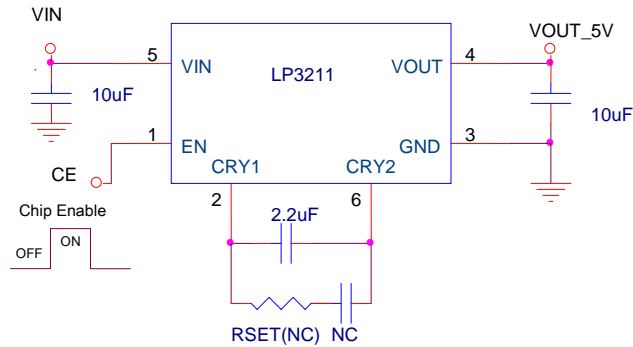 VIN
VOUT_5V
5
VIN
LP3211
VOUT
4
10uF
10uF
1
EN
GND
3
CE
CRY1
CRY2
Chip Enable
2
2.2uF
6
OFF
ON
RSET(NC)
NC